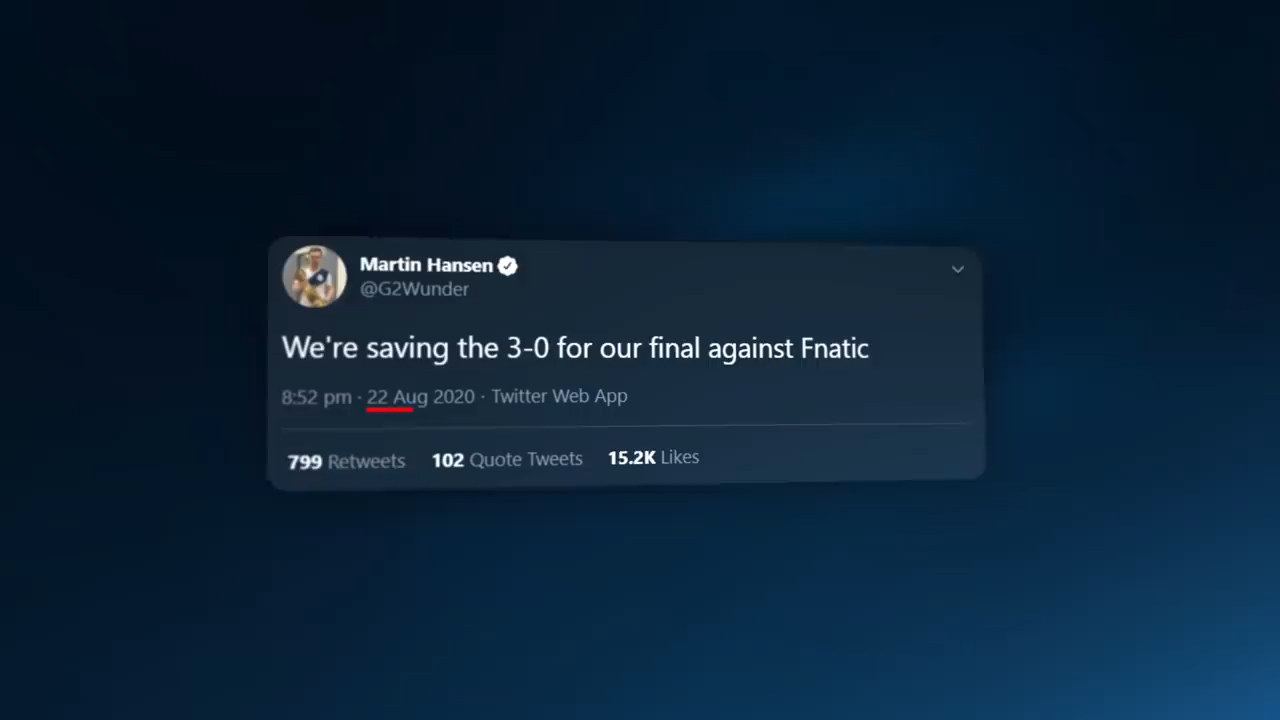 Martin Hansen
@G2Wunder
We're saving the 3-0 for our final against Fnatic
8:52 pm · 22 Aug 2020 · Twitter Web App
799 Retweets 102 Quote Tweets 15.2K Likes